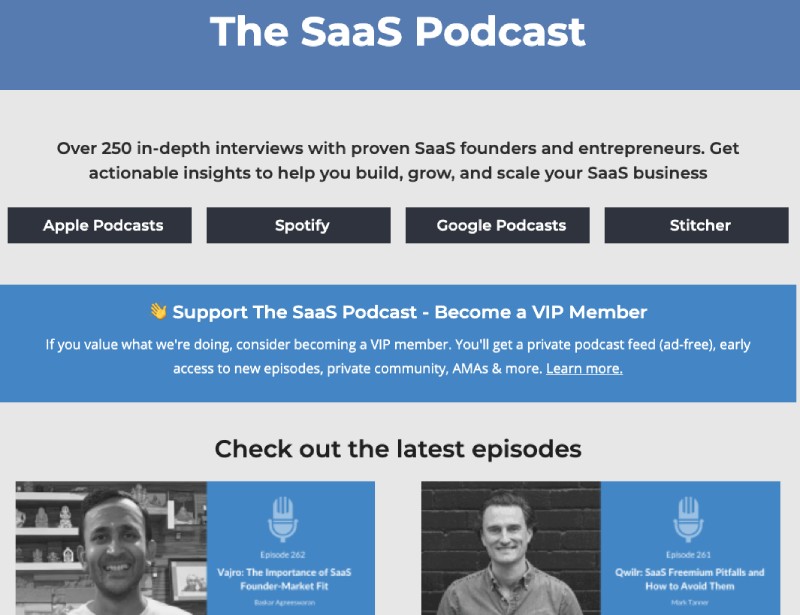 The SaaS Podcast
Over 250 in-depth interviews with proven SaaS founders and entrepreneurs. Get
actionable insights to help you build, grow, and scale your SaaS business
Apple Podcasts
Spotify
Google Podcasts
Stitcher
👋 Support The SaaS Podcast - Become a VIP Member
If you value what we're doing, consider becoming a VIP member. You'll get a private podcast feed (ad-free), early
access to new episodes, private community, AMAs & more. Learn more.
Check out the latest episodes
Episode 262
Vajro: The Importance of SaaS
Founder-Market Fit
Episode 261
Qwilr: SaaS Freemium Pitfalls and
How to Avoid Them
Mark Tanner